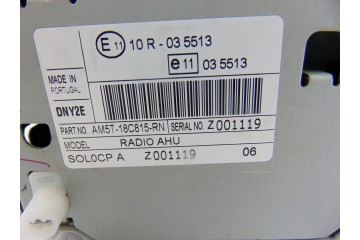 E 11 10 R - 03 5513
e 11 03 5513
MADE IN
PORTUGAL
DNY2E
PART NO. AM5T-18C815-RN SERIAL NO. Z001119
MODEL RADIO AHU
SOL0CP A Z001119 06